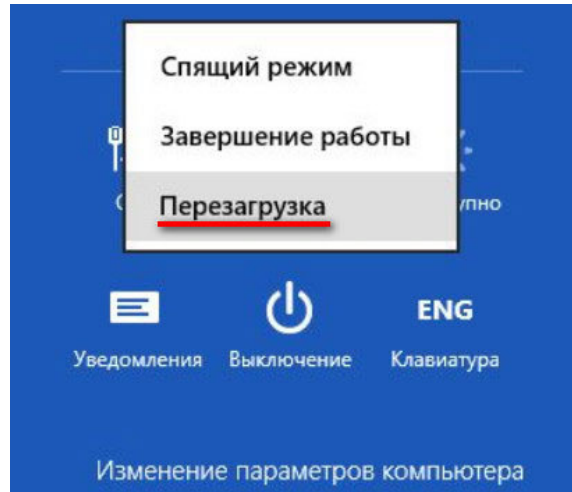 Спящий режим
Завершение работы
Перезагрузка
ENG
Уведомления Выключение Клавиатура
Изменение параметров компьютера